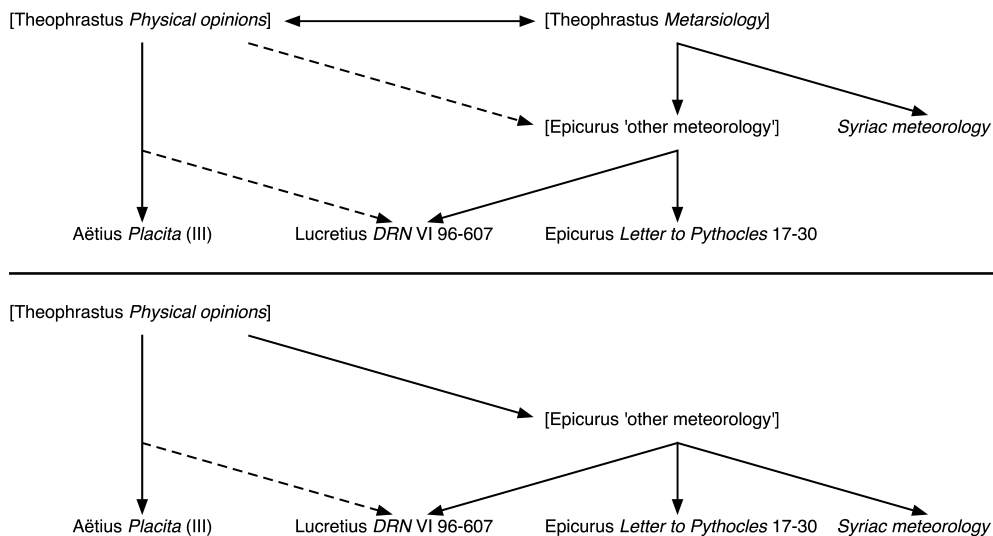 [Theophrastus Physical opinions] [Theophrastus Metarsiology]
[Epicurus 'other meteorology'] Syriac meteorology
Aëtius Placita (III) Lucretius DRN VI 96-607 Epicurus Letter to Pythocles 17-30
[Theophrastus Physical opinions]
[Epicurus 'other meteorology']
Aëtius Placita (III) Lucretius DRN VI 96-607 Epicurus Letter to Pythocles 17-30 Syriac meteorology